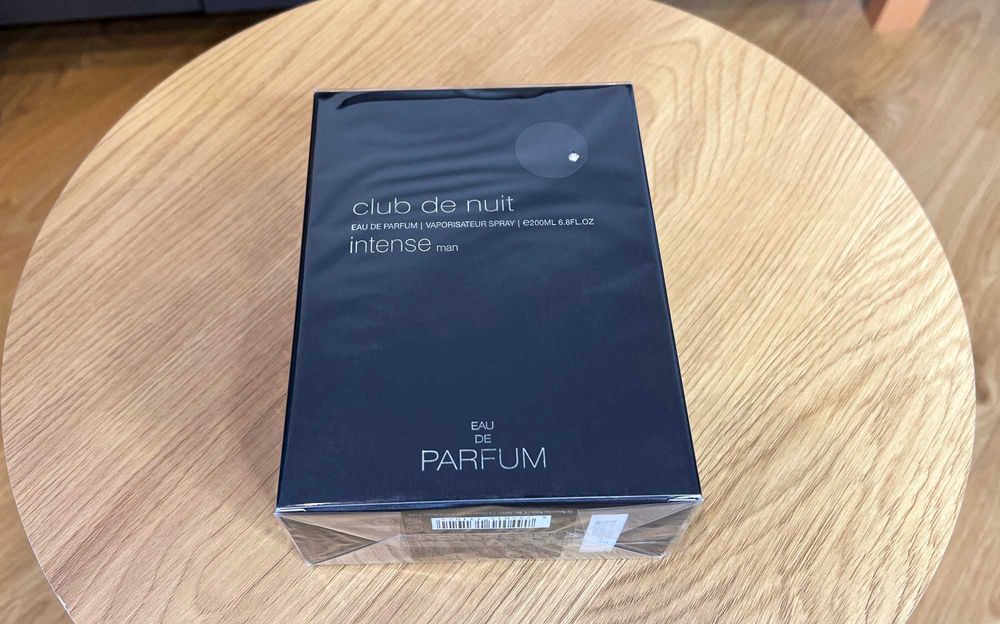 club de nuit
EAU DE PARFUM | VAPORISATEUR SPRAY | ℮200ML 6.8FL.OZ
intense man
EAU
DE
PARFUM